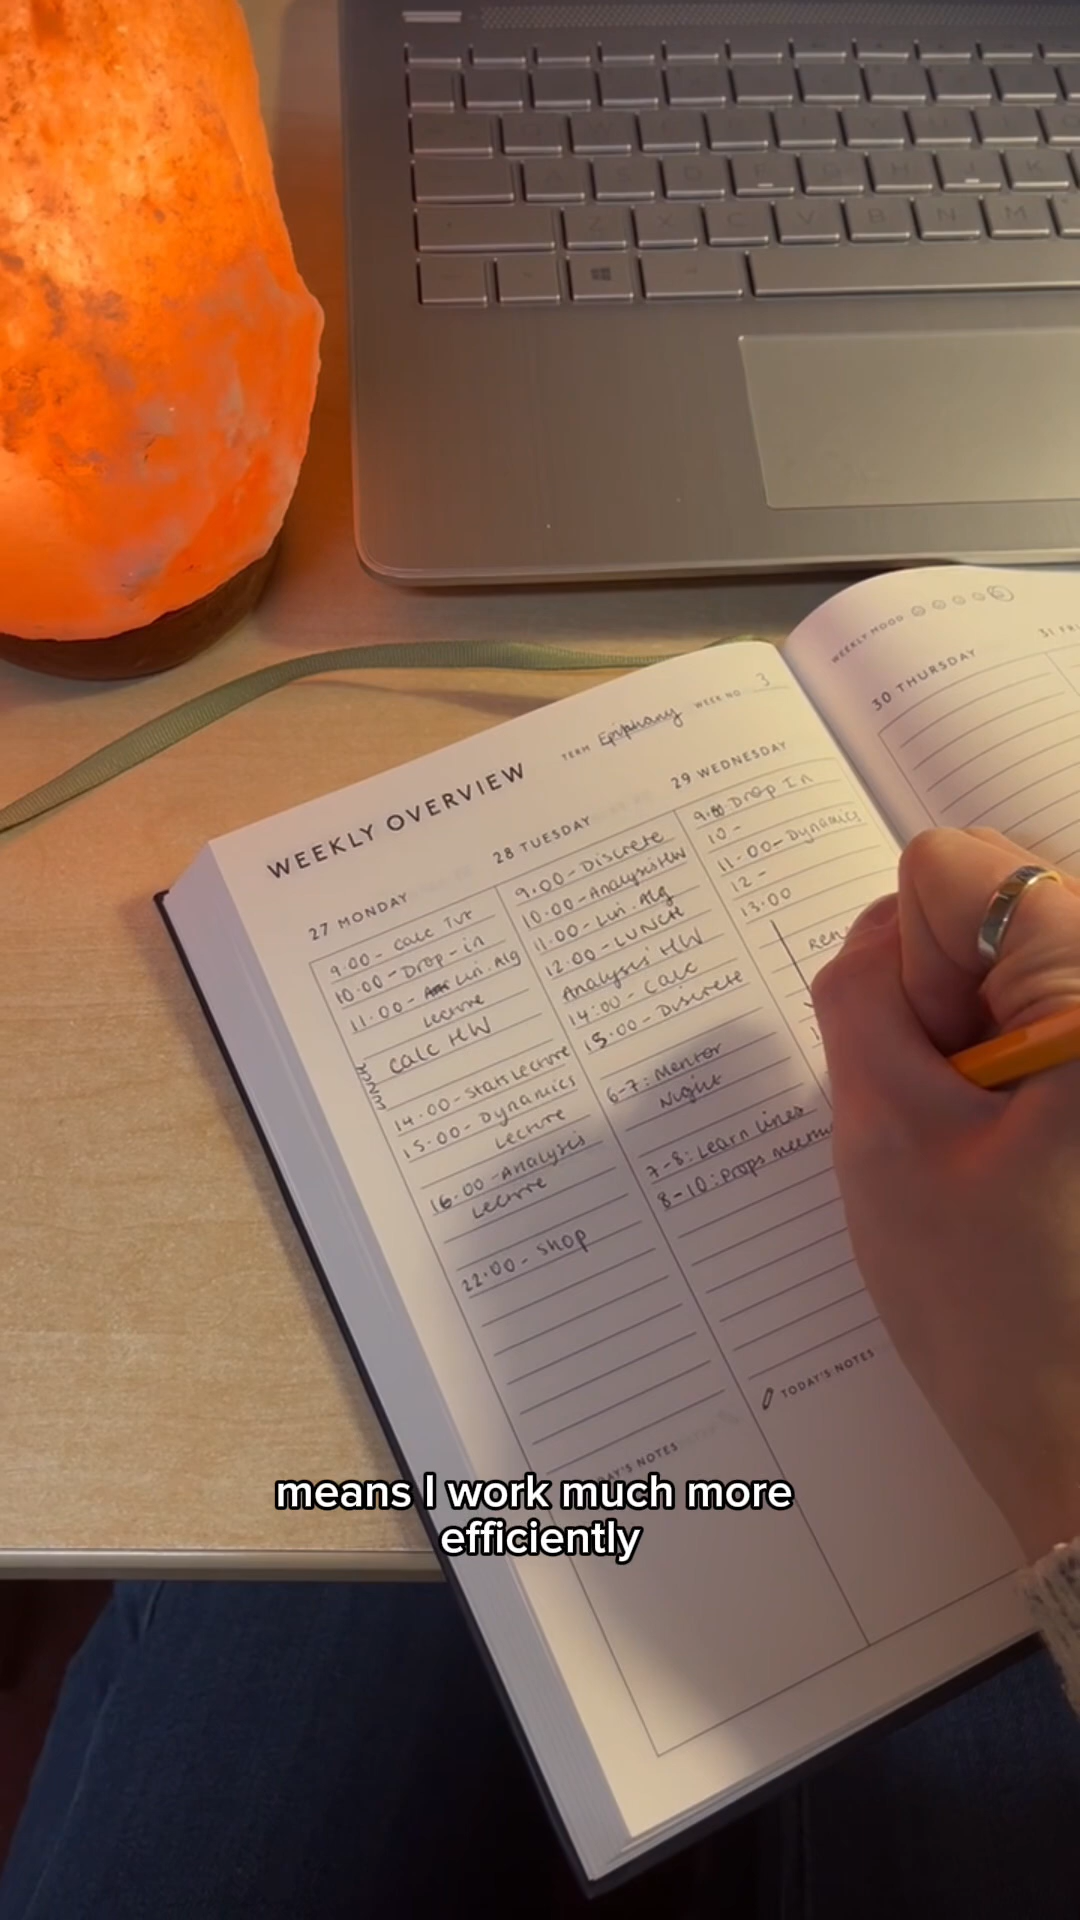 WEEKLY MOOD
30 THURSDAY
31 FRI
TERM Epiphany WEEK NO. 3
WEEKLY OVERVIEW
27 MONDAY
9:00 - Calc Tut
10:00 - Drop-in
11:00 - Lin. Alg
Lecture
Calc HW
14:00 - Stats Lecture
15:00 - Dynamics
Lecture
16:00 - Analysis
Lecture
22:00 - Shop
28 TUESDAY
9:00 - Discrete
10:00 - Analysis HW
11:00 - Lin. Alg
12:00 - LUNCH
Analysis HW
14:00 - Calc
15:00 - Discrete
6-7: Mentor
Night
7-8: Learn lines
8-10: Props
TODAY'S NOTES
29 WEDNESDAY
9:00 Drop In
10 -
11:00 - Dynamics
12 -
13:00
DAY'S NOTES
means I work much more
efficiently
Z X C V B N M